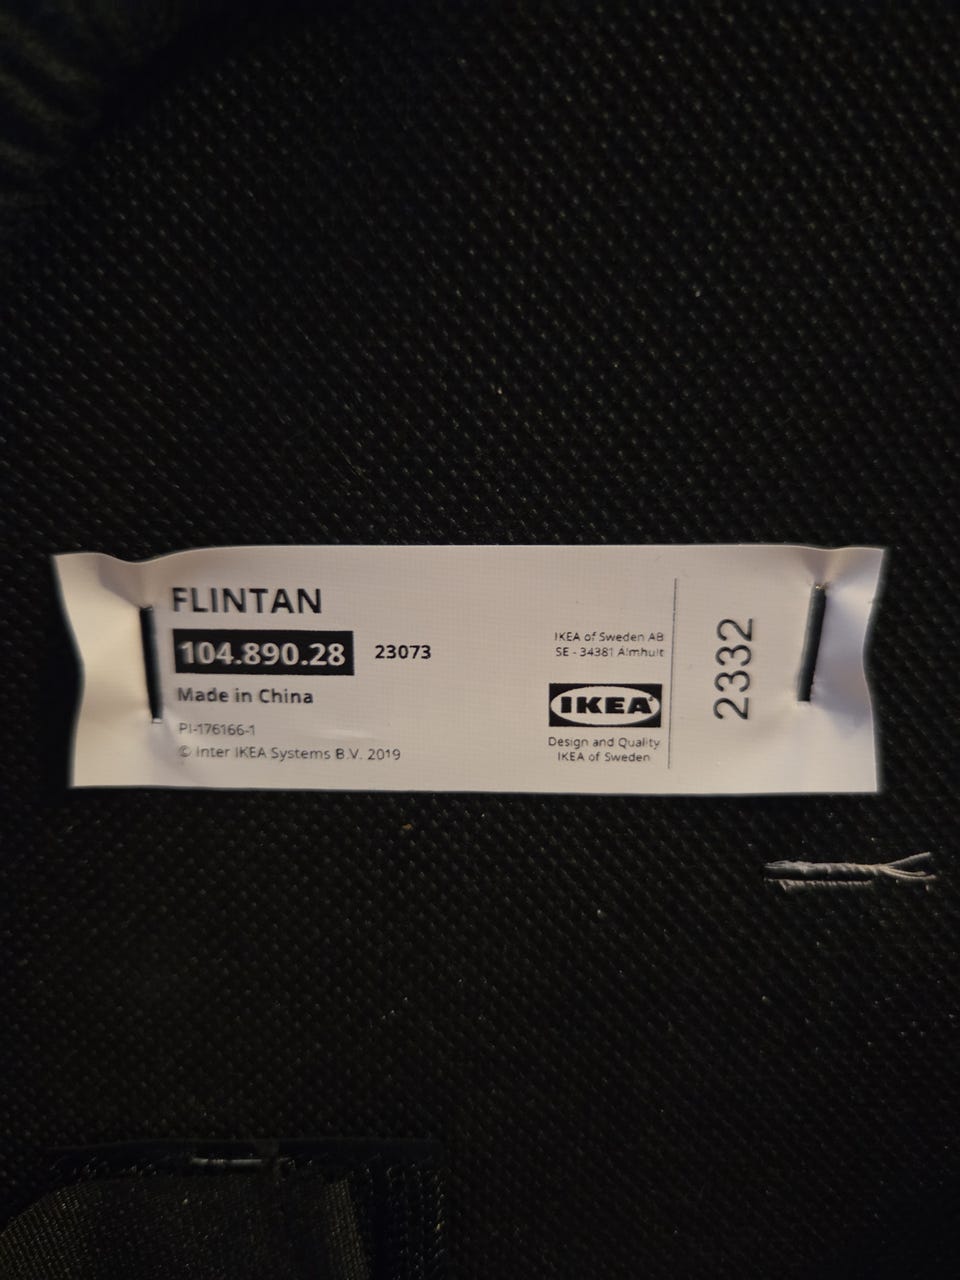 FLINTAN
104.890.28 23073
Made in China
PI-176166-1
© Inter IKEA Systems B.V. 2019
IKEA of Sweden AB
SE - 34381 Älmhult
IKEA®
Design and Quality
IKEA of Sweden
2332